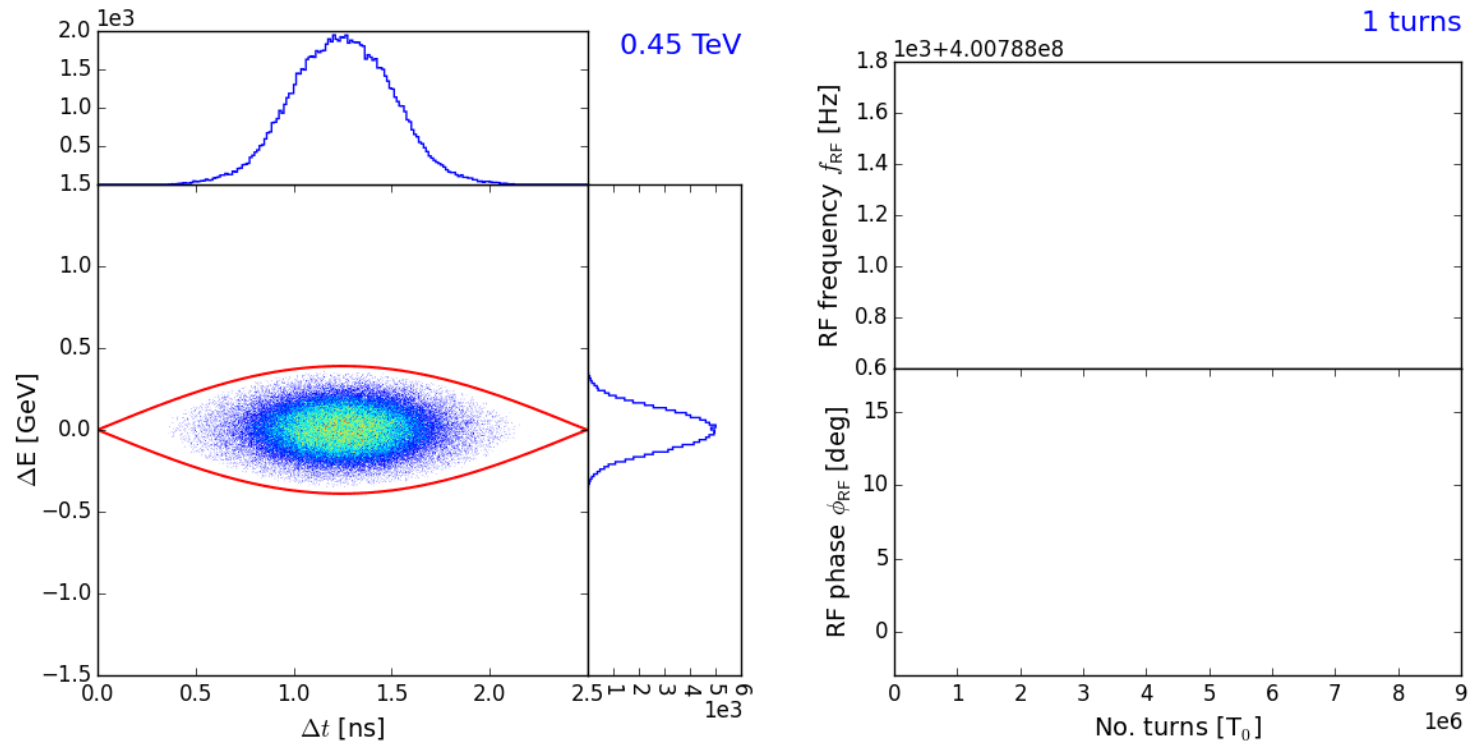 1e3
2.0
1.5
1.0
0.5
0.45 TeV
1.5
1.0
0.5
0.0
−0.5
−1.0
−1.5
ΔE [GeV]
0.0 0.5 1.0 1.5 2.0 2.5
Δt [ns]
1 2 3 4 5 6
1e3
1 turns
1e3+4.00788e8
1.8
1.6
1.4
1.2
1.0
0.8
0.6
RF frequency f_RF [Hz]
15
10
5
0
RF phase ϕ_RF [deg]
0 1 2 3 4 5 6 7 8 9
1e6
No. turns [T₀]